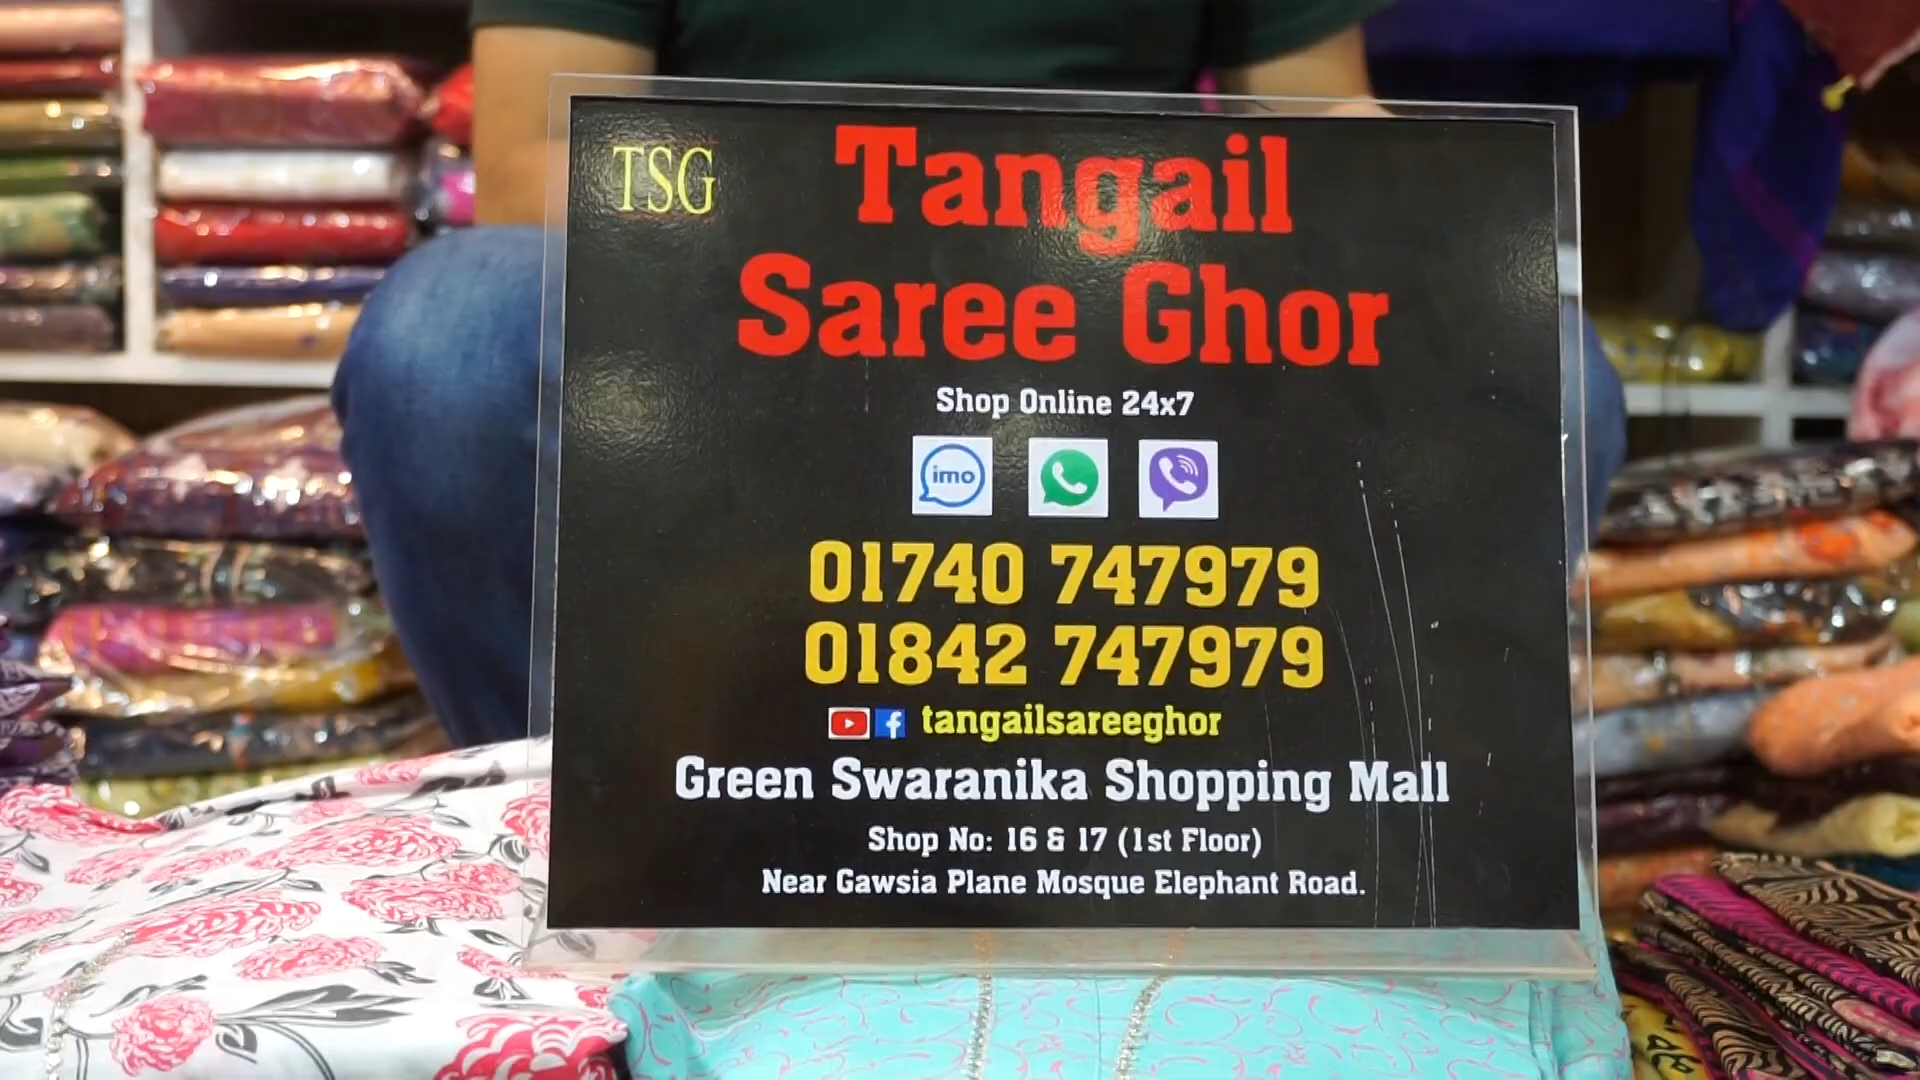 TSG
Tangail
Saree Ghor
Shop Online 24x7
imo
01740 747979
01842 747979
tangailsareeghor
Green Swaranika Shopping Mall
Shop No: 16 & 17 (1st Floor)
Near Gawsia Plane Mosque Elephant Road.